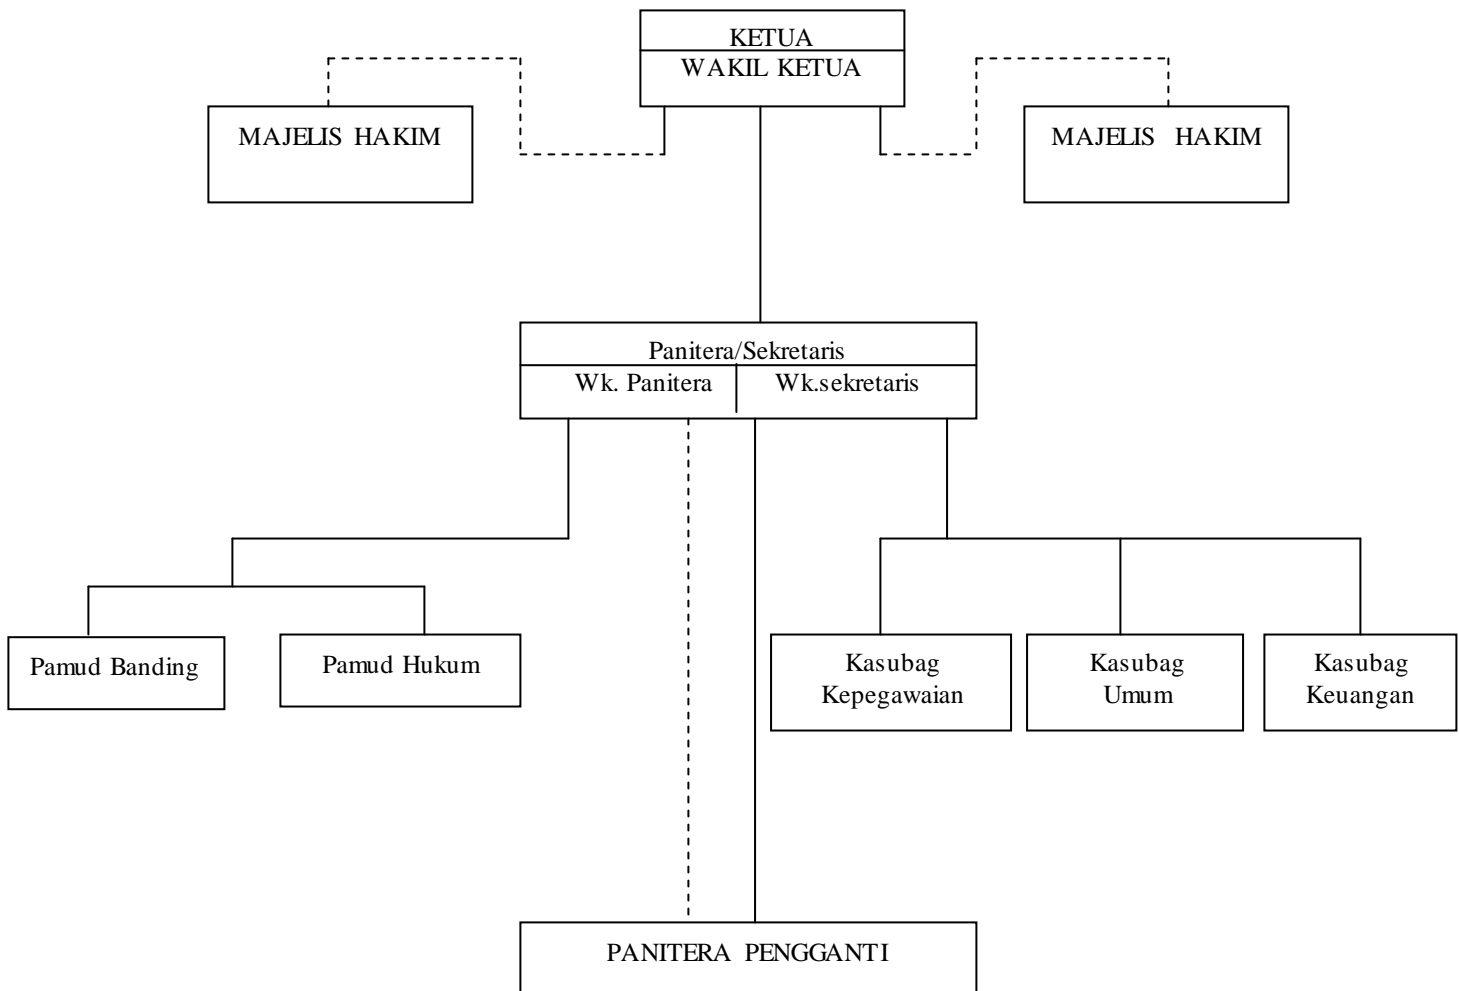 KETUA
WAKIL KETUA
MAJELIS HAKIM
MAJELIS HAKIM
Panitera/Sekretaris
Wk. Panitera
Wk.sekretaris
Pamud Banding
Pamud Hukum
Kasubag
Kepegawaian
Kasubag
Umum
Kasubag
Keuangan
PANITERA PENGGANTI